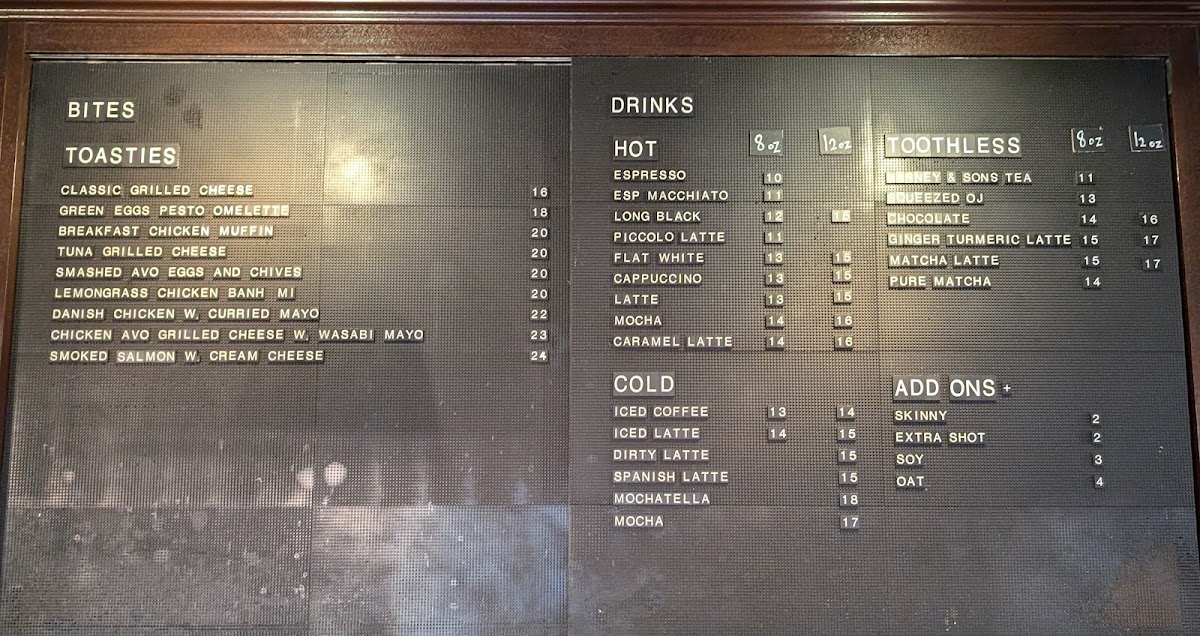 BITES
TOASTIES
CLASSIC GRILLED CHEESE 16
GREEN EGGS PESTO OMELETTE 18
BREAKFAST CHICKEN MUFFIN 20
TUNA GRILLED CHEESE 20
SMASHED AVO EGGS AND CHIVES 20
LEMONGRASS CHICKEN BANH MI 20
DANISH CHICKEN W. CURRIED MAYO 22
CHICKEN AVO GRILLED CHEESE W. WASABI MAYO 23
SMOKED SALMON W. CREAM CHEESE 24
DRINKS
HOT 8oz 12oz
ESPRESSO 10
ESP MACCHIATO 11
LONG BLACK 12 15
PICCOLO LATTE 11
FLAT WHITE 13 15
CAPPUCCINO 13 15
LATTE 13 15
MOCHA 14 16
CARAMEL LATTE 14 16
COLD
ICED COFFEE 13 14
ICED LATTE 14 15
DIRTY LATTE 15
SPANISH LATTE 15
MOCHATELLA 18
MOCHA 17
TOOTHLESS 8oz 12oz
& SONS TEA 11
SQUEEZED OJ 13
CHOCOLATE 14 16
GINGER TURMERIC LATTE 15 17
MATCHA LATTE 15 17
PURE MATCHA 14
ADD ONS +
SKINNY 2
EXTRA SHOT 2
SOY 3
OAT 4